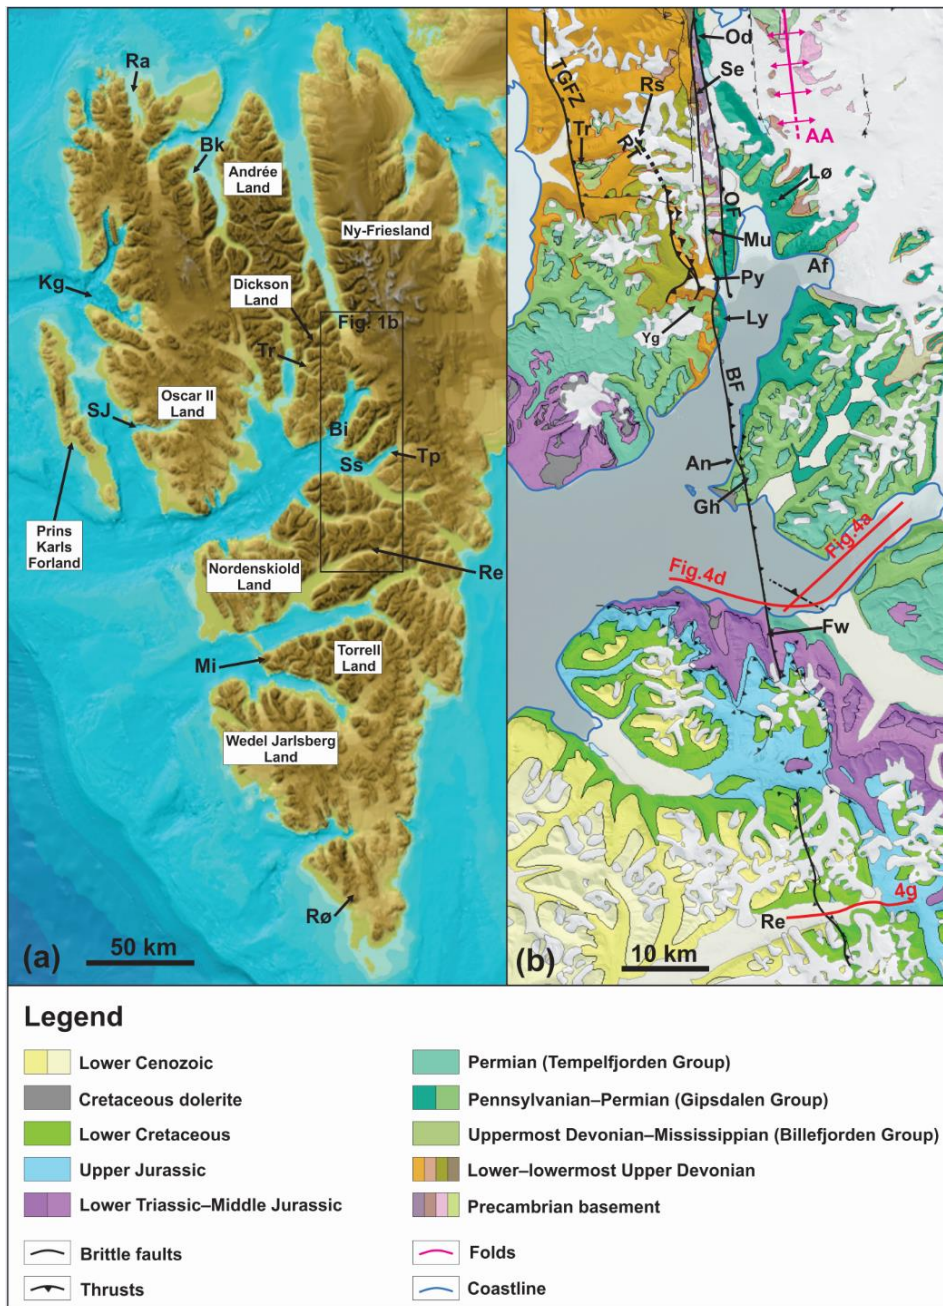 Ra
Bk
Andrée
Land
Ny-Friesland
Kg
Dickson
Land
Fig. 1b
Tr
Oscar II
Land
SJ
Bi
Tp
Ss
Prins
Karls
Forland
Nordenskiold
Land
Re
Mi
Torrell
Land
Wedel Jarlsberg
Land
Rø
(a)
50 km
Od
TGFZ
Rs
Se
Tr
RT
AA
Lø
OF
Mu
Af
Py
Ly
Yg
BF
An
Gh
Fig.4a
Fig.4d
Fw
4g
Re
(b)
10 km
Legend
Lower Cenozoic
Cretaceous dolerite
Lower Cretaceous
Upper Jurassic
Lower Triassic–Middle Jurassic
Brittle faults
Thrusts
Permian (Tempelfjorden Group)
Pennsylvanian–Permian (Gipsdalen Group)
Uppermost Devonian–Mississippian (Billefjorden Group)
Lower–lowermost Upper Devonian
Precambrian basement
Folds
Coastline